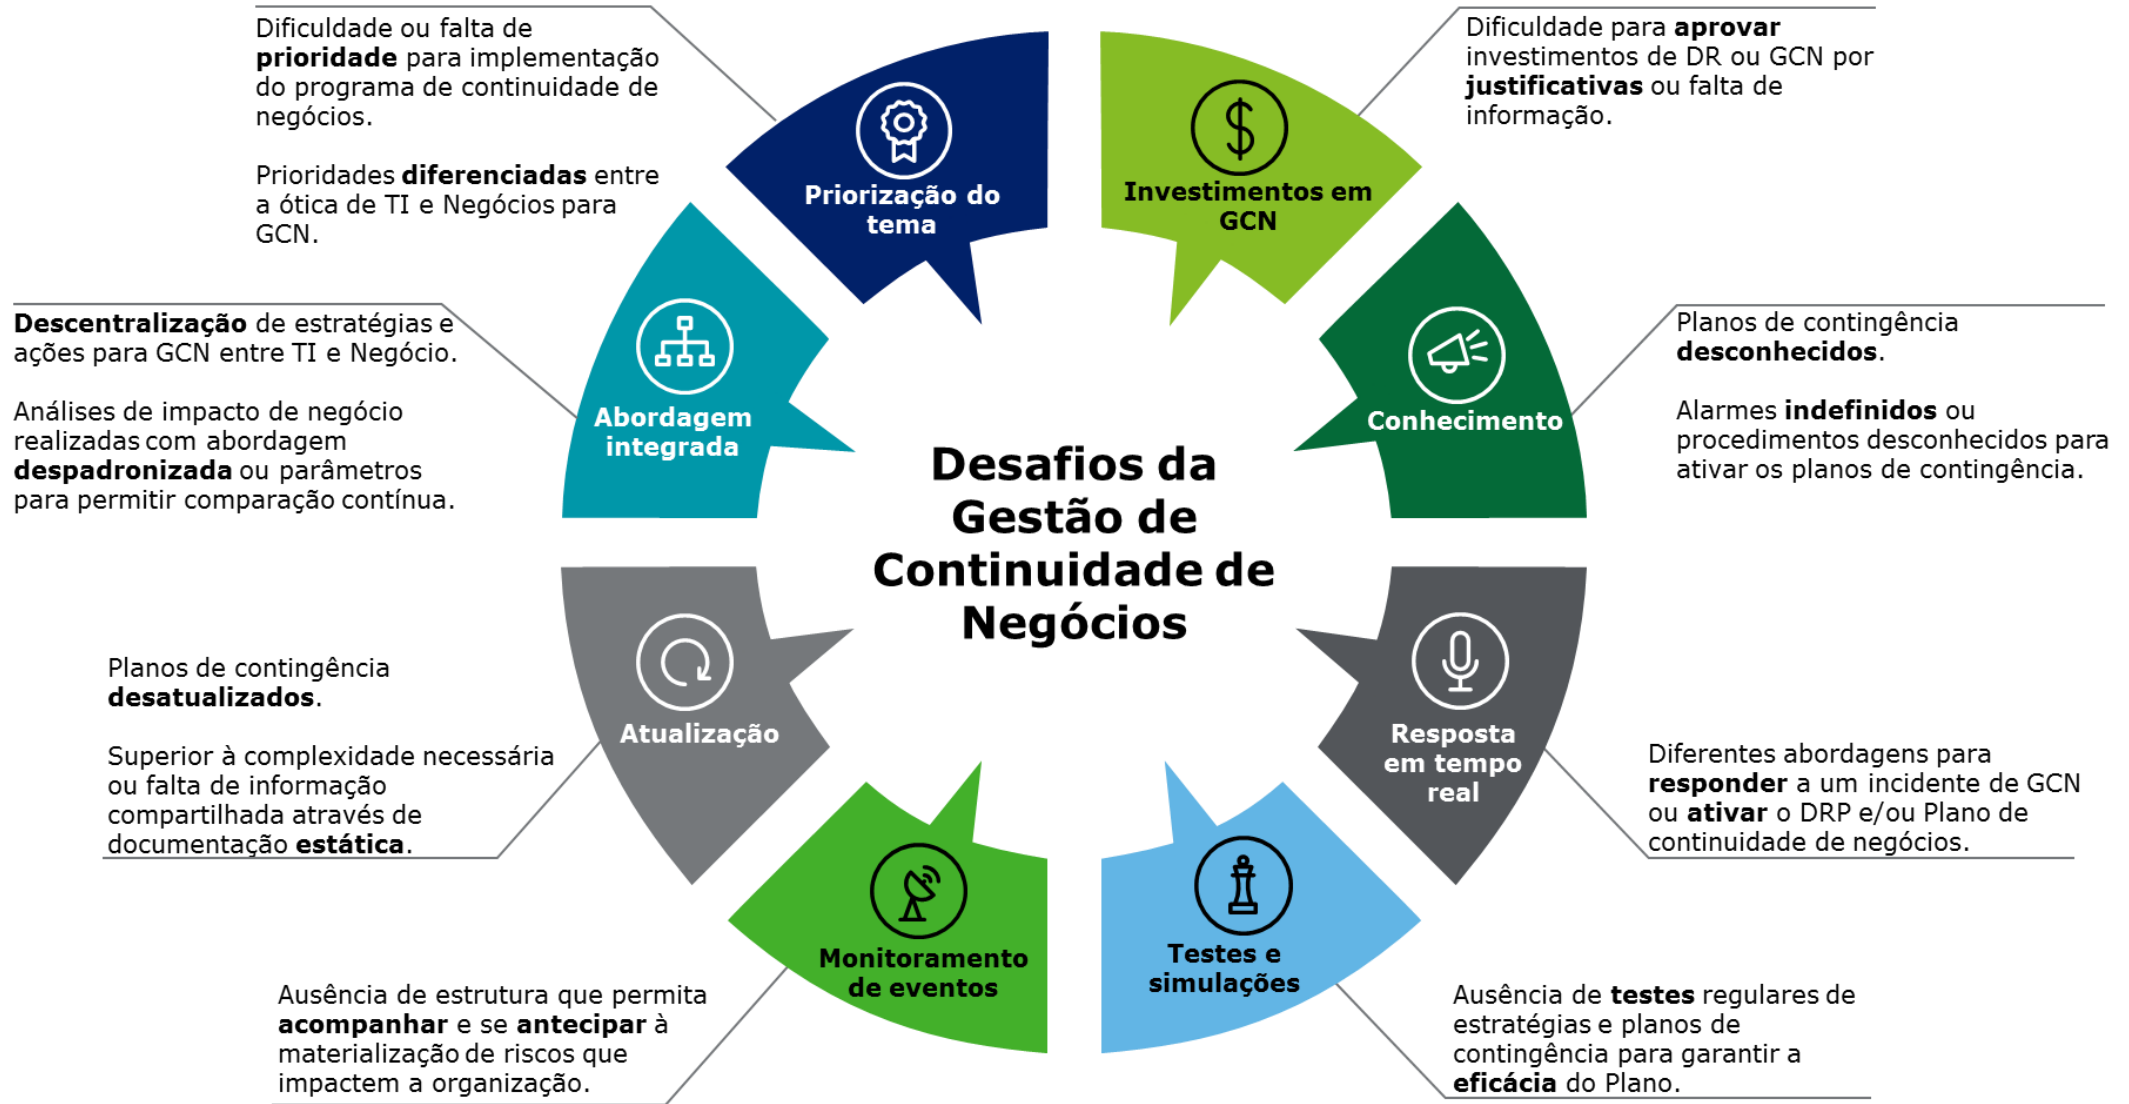 Dificuldade ou falta de
prioridade para implementação
do programa de continuidade de
negócios.
Prioridades diferenciadas entre
a ótica de TI e Negócios para
GCN.
Priorização do
tema
Investimentos em
GCN
Dificuldade para aprovar
investimentos de DR ou GCN por
justificativas ou falta de
informação.
Descentralização de estratégias e
ações para GCN entre TI e Negócio.
Análises de impacto de negócio
realizadas com abordagem
despadronizada ou parâmetros
para permitir comparação contínua.
Abordagem
integrada
Conhecimento
Planos de contingência
desconhecidos.
Alarmes indefinidos ou
procedimentos desconhecidos para
ativar os planos de contingência.
Desafios da
Gestão de
Continuidade de
Negócios
Planos de contingência
desatualizados.
Superior à complexidade necessária
ou falta de informação
compartilhada através de
documentação estática.
Atualização
Resposta
em tempo
real
Diferentes abordagens para
responder a um incidente de GCN
ou ativar o DRP e/ou Plano de
continuidade de negócios.
Monitoramento
de eventos
Testes e
simulações
Ausência de estrutura que permita
acompanhar e se antecipar à
materialização de riscos que
impactem a organização.
Ausência de testes regulares de
estratégias e planos de
contingência para garantir a
eficácia do Plano.